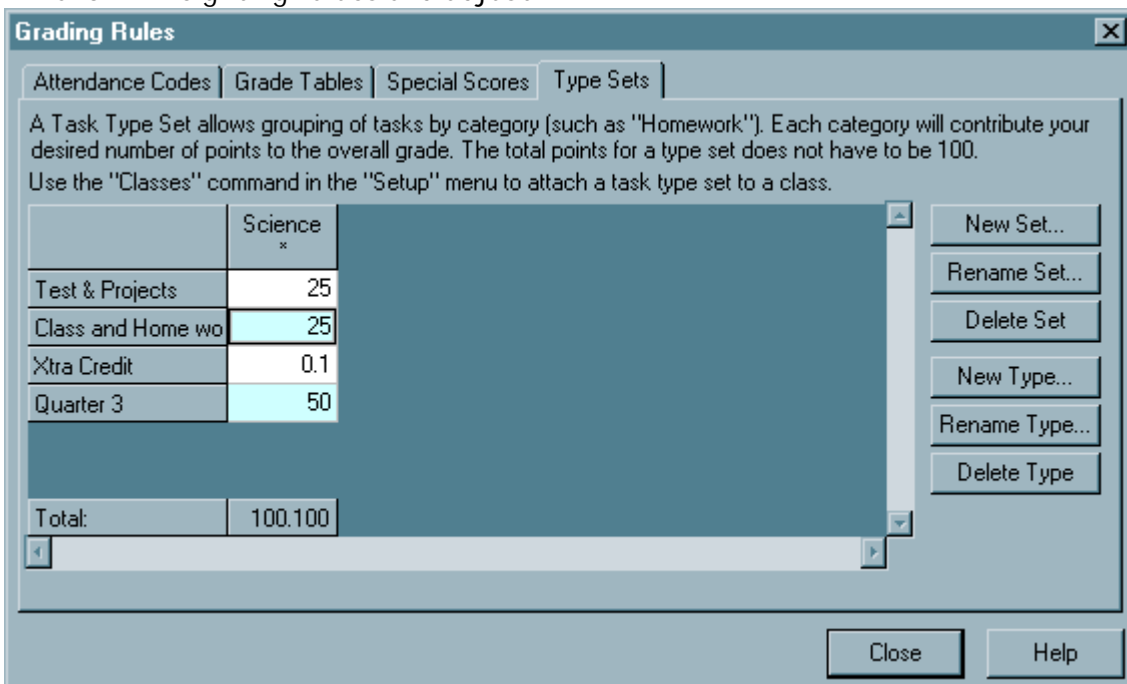 Grading Rules
Attendance Codes Grade Tables Special Scores Type Sets
A Task Type Set allows grouping of tasks by category (such as "Homework"). Each category will contribute your
desired number of points to the overall grade. The total points for a type set does not have to be 100.
Use the "Classes" command in the "Setup" menu to attach a task type set to a class.
Science
*
Test & Projects 25
Class and Home wo 25
Xtra Credit 0.1
Quarter 3 50
Total: 100.100
New Set...
Rename Set...
Delete Set
New Type...
Rename Type...
Delete Type
Close Help